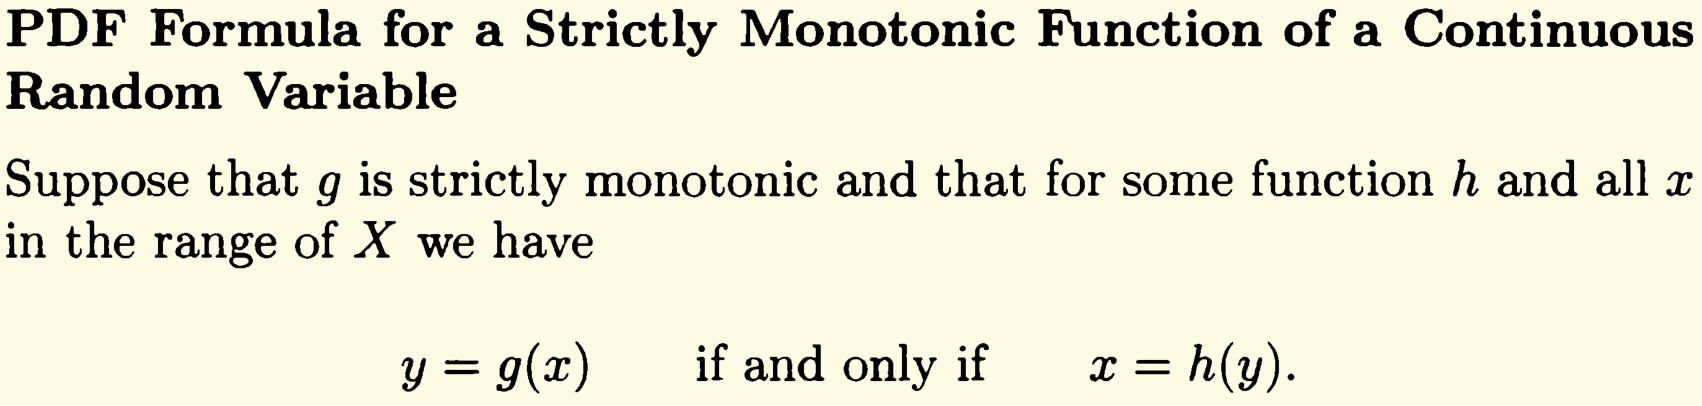 PDF Formula for a Strictly Monotonic Function of a Continuous
Random Variable
Suppose that g is strictly monotonic and that for some function h and all x
in the range of X we have
y = g(x) if and only if x = h(y).